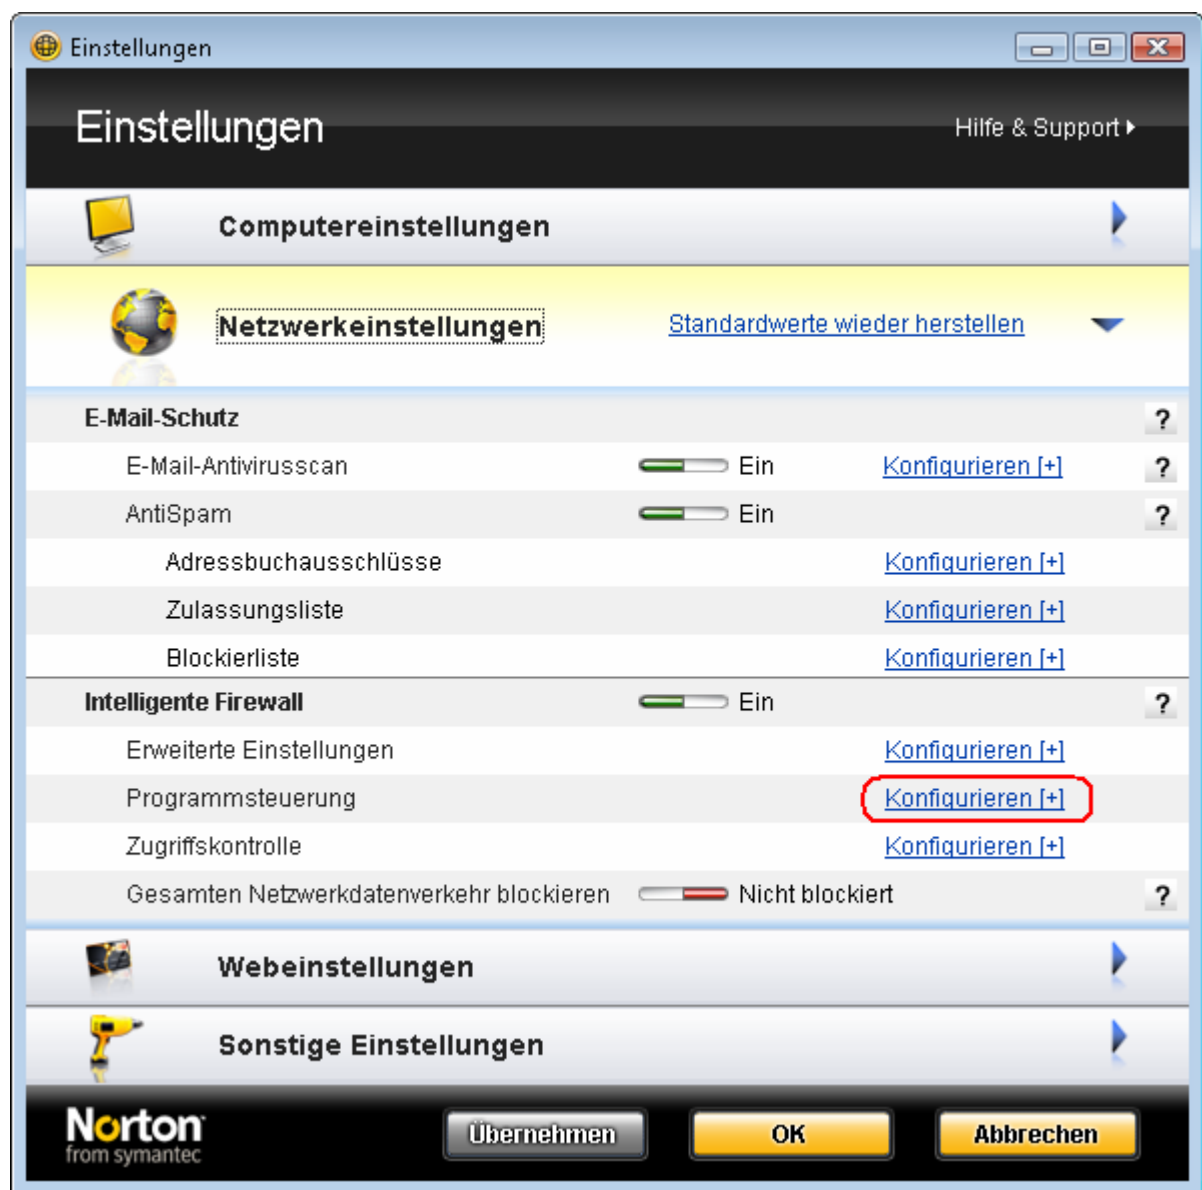 Einstellungen
Einstellungen
Hilfe & Support
Computereinstellungen
Netzwerkeinstellungen Standardwerte wieder herstellen
E-Mail-Schutz ?
E-Mail-Antivirusscan Ein Konfigurieren [+] ?
AntiSpam Ein ?
Adressbuchausschlüsse Konfigurieren [+]
Zulassungsliste Konfigurieren [+]
Blockierliste Konfigurieren [+]
Intelligente Firewall Ein ?
Erweiterte Einstellungen Konfigurieren [+]
Programmsteuerung Konfigurieren [+]
Zugriffskontrolle Konfigurieren [+]
Gesamten Netzwerkdatenverkehr blockieren Nicht blockiert ?
Webeinstellungen
Sonstige Einstellungen
Norton
from symantec
Übernehmen OK Abbrechen